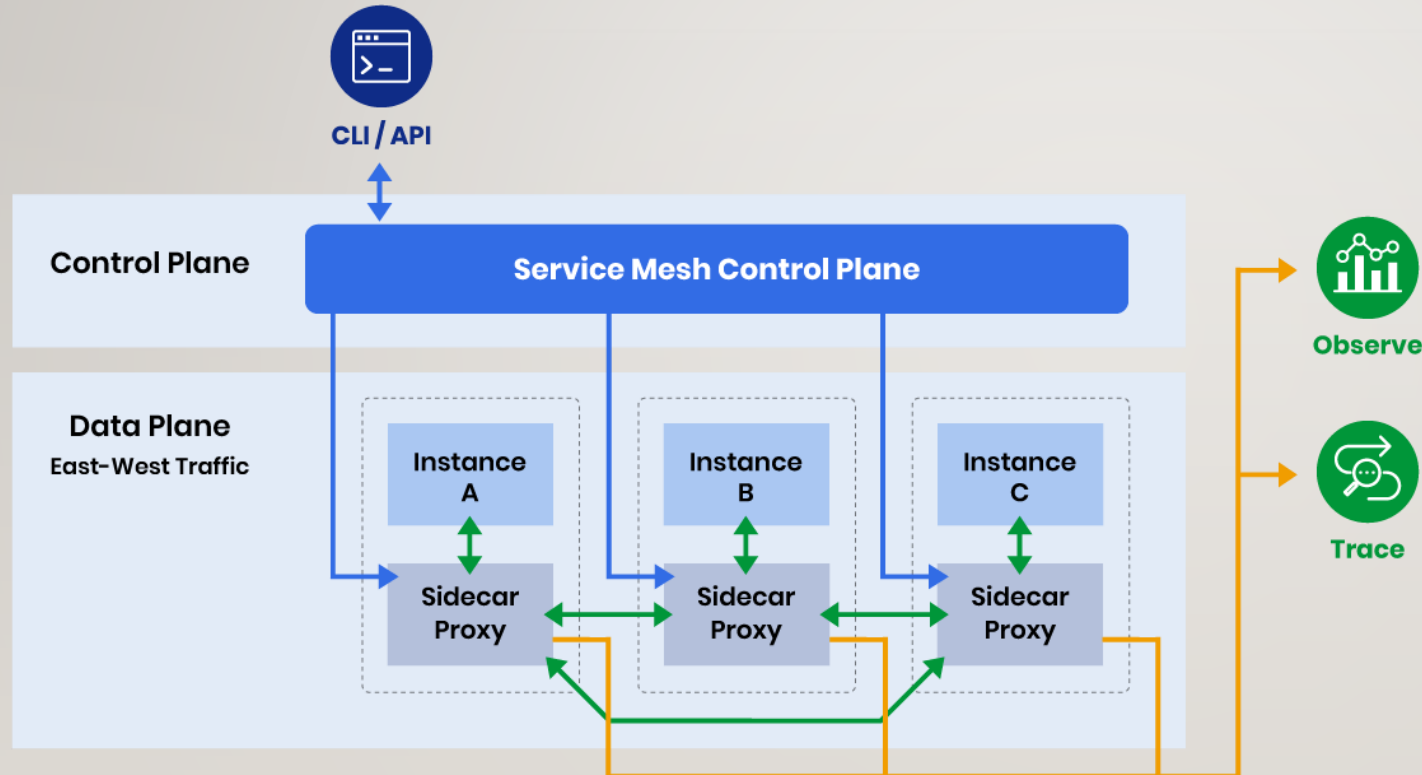 CLI / API
Control Plane
Service Mesh Control Plane
Observe
Data Plane
East-West Traffic
Instance
A
Instance
B
Instance
C
Trace
Sidecar
Proxy
Sidecar
Proxy
Sidecar
Proxy